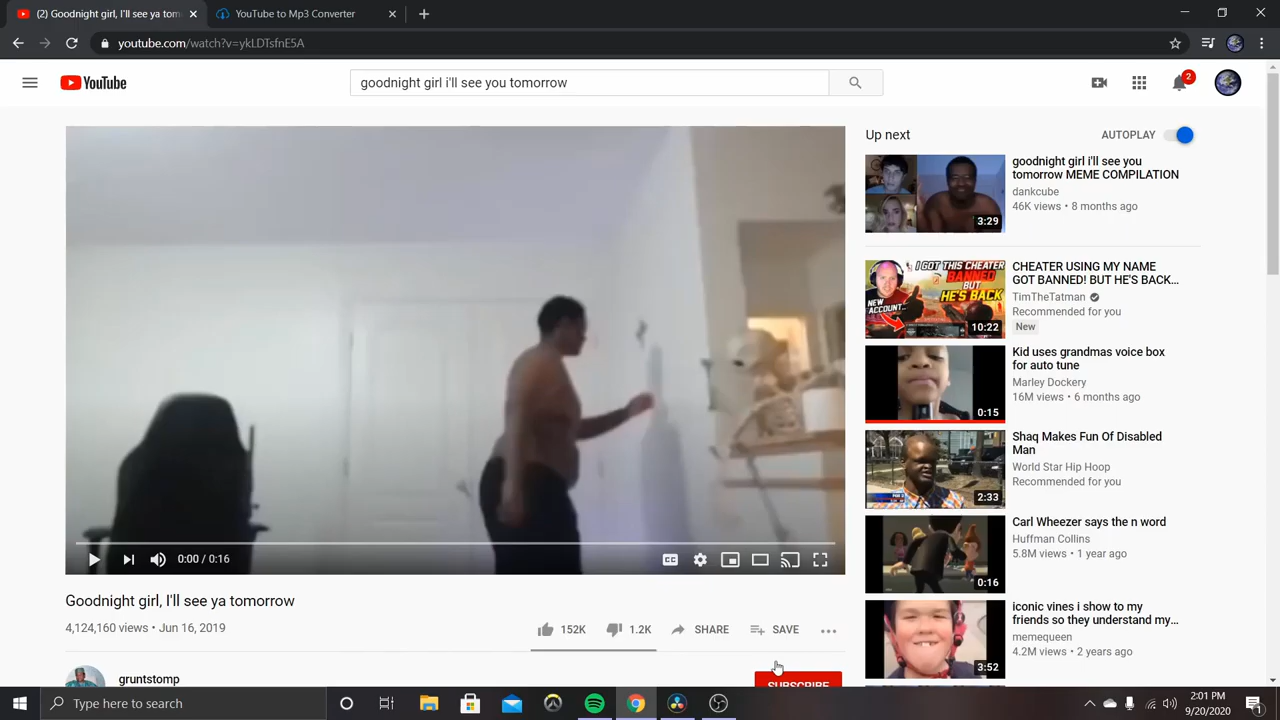 (2) Goodnight girl, I'll see ya tom
YouTube to Mp3 Converter
youtube.com/watch?v=ykLDTsfnE5A
YouTube
goodnight girl i'll see you tomorrow
2
Up next
AUTOPLAY
3:29
goodnight girl i'll see you
tomorrow MEME COMPILATION
dankcube
46K views • 8 months ago
I GOT THIS CHEATER
BANNED
BUT
HE'S BACK
NEW
ACCOUNT...
10:22
CHEATER USING MY NAME
GOT BANNED! BUT HE'S BACK...
TimTheTatman
Recommended for you
New
0:15
Kid uses grandmas voice box
for auto tune
Marley Dockery
16M views • 6 months ago
2:33
Shaq Makes Fun Of Disabled
Man
World Star Hip Hoop
Recommended for you
0:16
Carl Wheezer says the n word
Huffman Collins
5.8M views • 1 year ago
3:52
iconic vines i show to my
friends so they understand my...
memequeen
4.2M views • 2 years ago
0:00 / 0:16
CC
Goodnight girl, I'll see ya tomorrow
4,124,160 views • Jun 16, 2019
152K
1.2K
SHARE
SAVE
gruntstomp
SUBSCRIBE
Type here to search
2:01 PM
9/20/2020
1